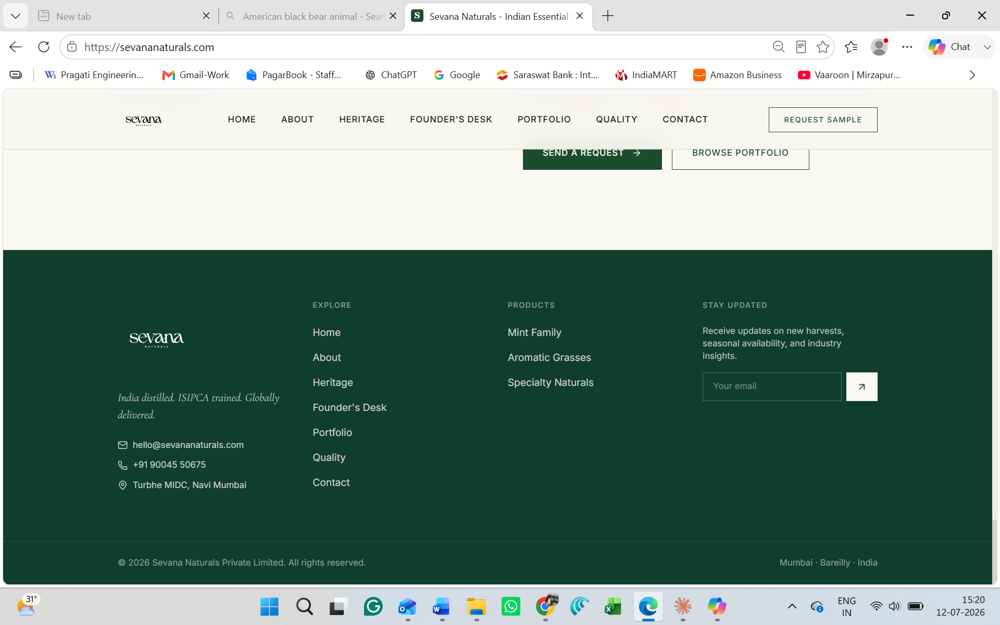 New tab
American black bear animal - Sear
S
Sevana Naturals - Indian Essential
https://sevananaturals.com
Chat
Pragati Engineerin...
Gmail-Work
PagarBook - Staff...
ChatGPT
Google
Saraswat Bank : Int...
IndiaMART
Amazon Business
Vaaroon | Mirzapur...
sevana
NATURALS
HOME
ABOUT
HERITAGE
FOUNDER'S DESK
PORTFOLIO
QUALITY
CONTACT
REQUEST SAMPLE
SEND A REQUEST
BROWSE PORTFOLIO
sevana
NATURALS
India distilled. ISIPCA trained. Globally
delivered.
hello@sevananaturals.com
+91 90045 50675
Turbhe MIDC, Navi Mumbai
EXPLORE
Home
About
Heritage
Founder's Desk
Portfolio
Quality
Contact
PRODUCTS
Mint Family
Aromatic Grasses
Specialty Naturals
STAY UPDATED
Receive updates on new harvests,
seasonal availability, and industry
insights.
Your email
© 2026 Sevana Naturals Private Limited. All rights reserved.
Mumbai · Bareilly · India
31°
ENG
IN
15:20
12-07-2026